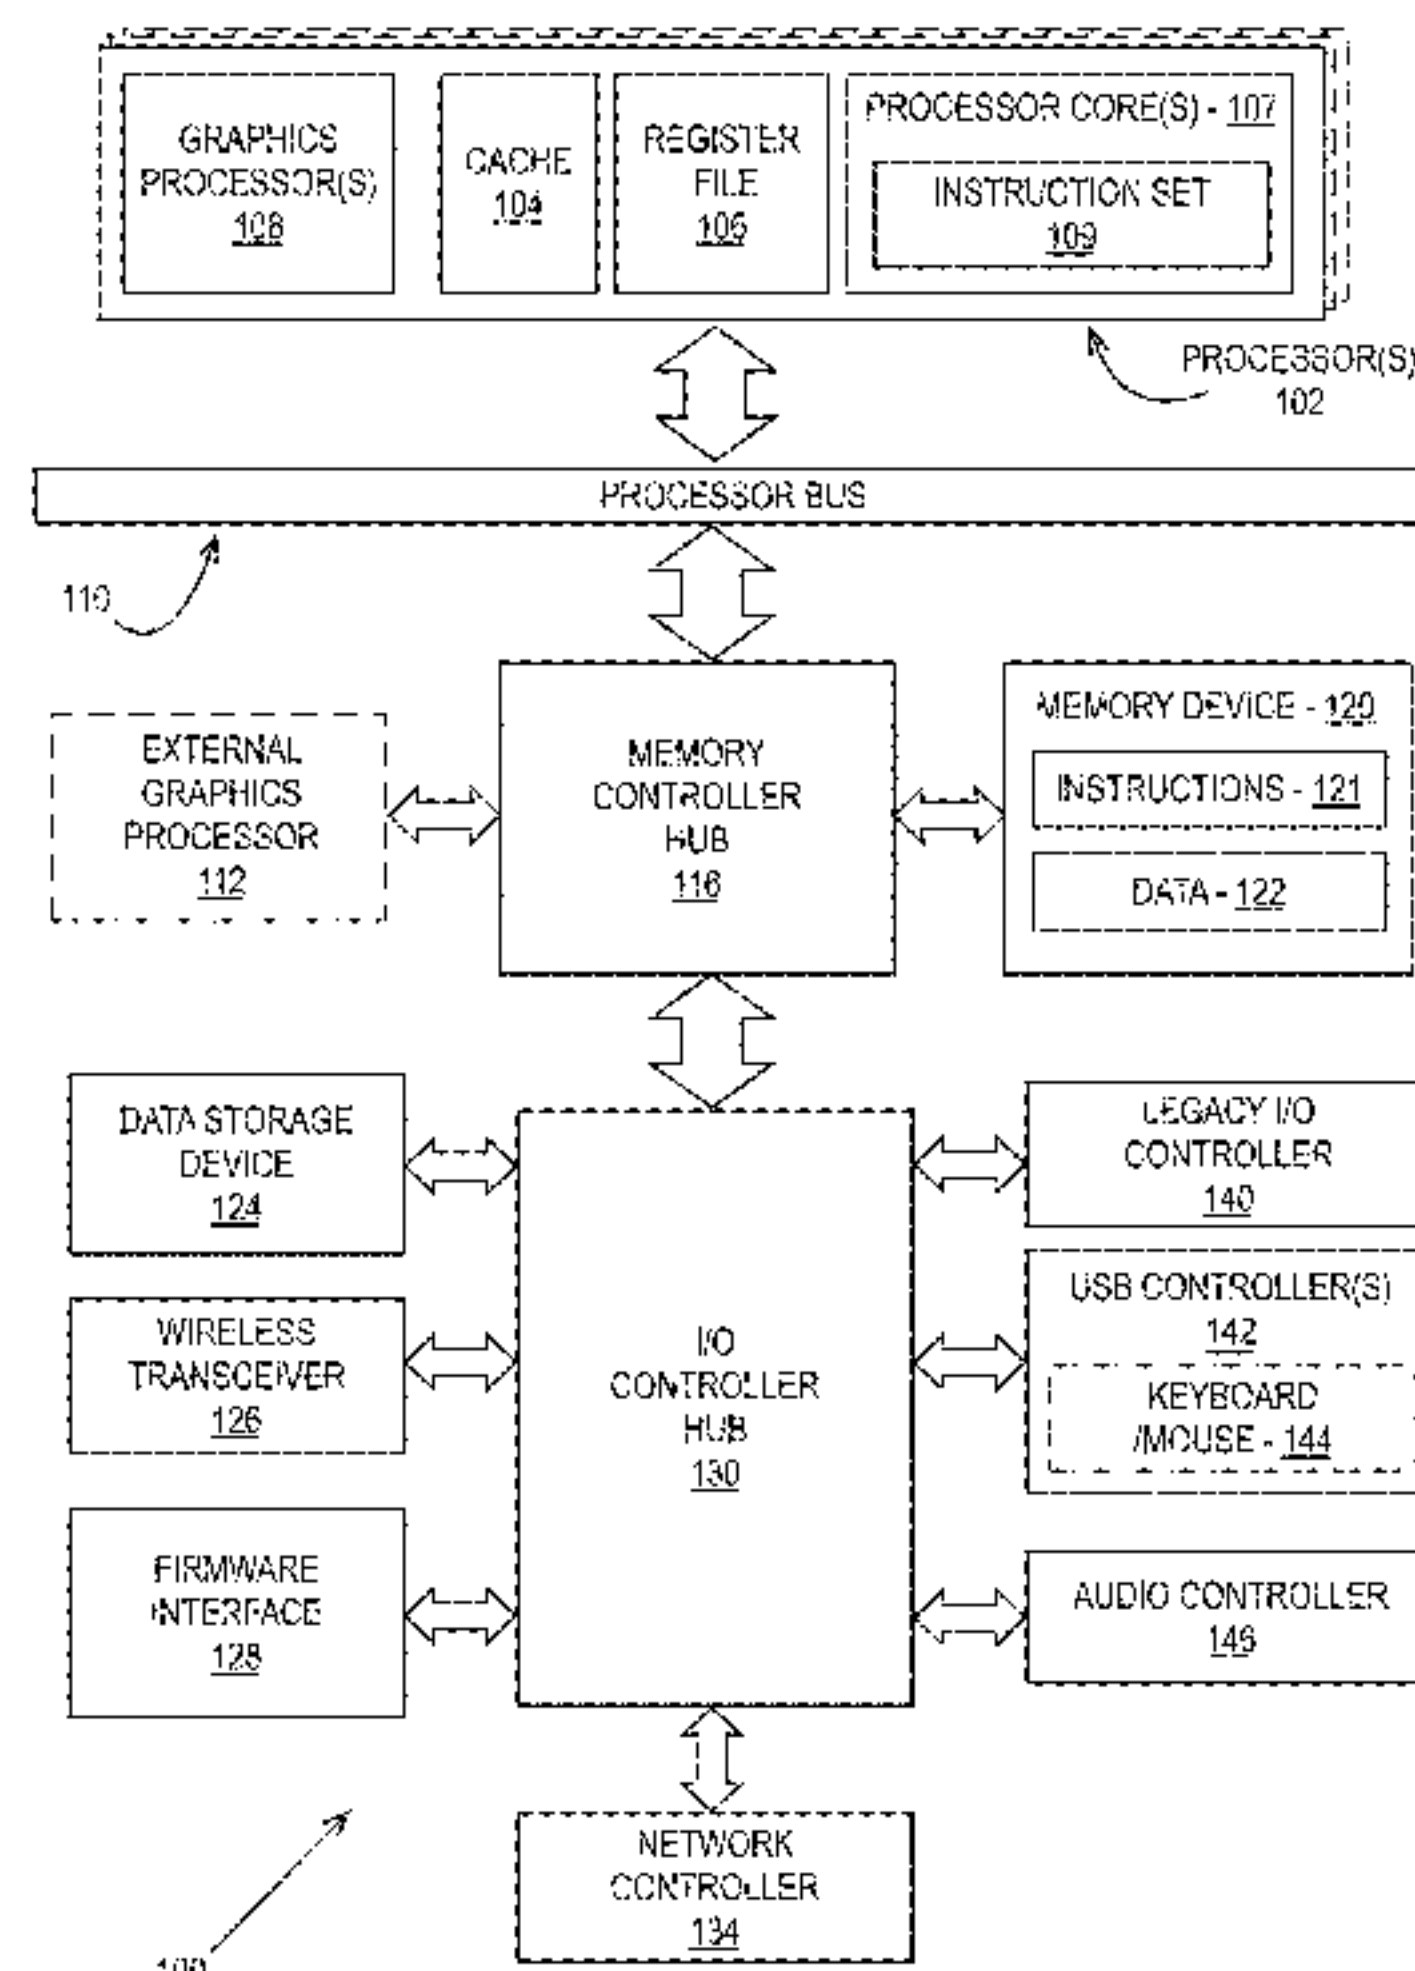 GRAPHICS
PROCESSOR(S)
108
CACHE
104
REGISTER
FILE
106
PROCESSOR CORE(S) - 107
INSTRUCTION SET
109
PROCESSOR(S)
102
PROCESSOR BUS
110
EXTERNAL
GRAPHICS
PROCESSOR
112
MEMORY
CONTROLLER
HUB
116
MEMORY DEVICE - 120
INSTRUCTIONS - 121
DATA - 122
DATA STORAGE
DEVICE
124
WIRELESS
TRANSCEIVER
126
FIRMWARE
INTERFACE
128
I/O
CONTROLLER
HUB
130
LEGACY I/O
CONTROLLER
140
USB CONTROLLER(S)
142
KEYBOARD
/MOUSE - 144
AUDIO CONTROLLER
146
NETWORK
CONTROLLER
134
100